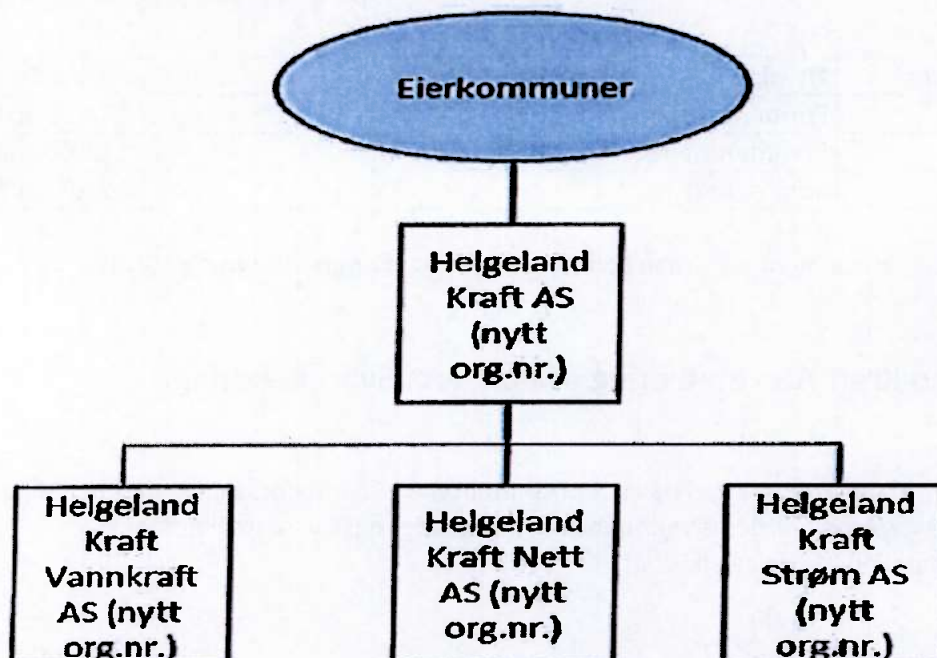 Eierkommuner
Helgeland
Kraft AS
(nytt
org.nr.)
Helgeland
Kraft
Vannkraft
AS (nytt
org.nr.)
Helgeland
Kraft Nett
AS (nytt
org.nr.)
Helgeland
Kraft
Strøm AS
(nytt
org.nr.)